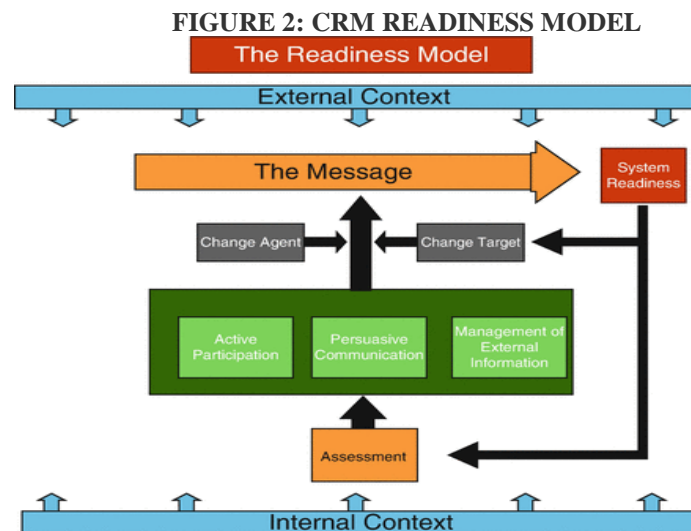 FIGURE 2: CRM READINESS MODEL
The Readiness Model
External Context
The Message
System
Readiness
Change Agent
Change Target
Active
Participation
Persuasive
Communication
Management of
External
Information
Assessment
Internal Context